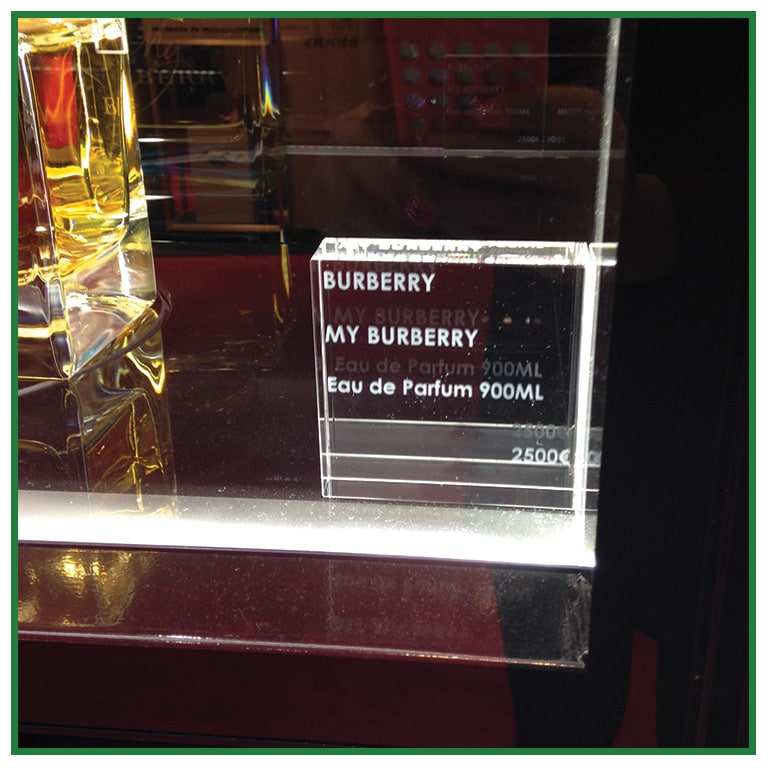 BURBERRY
MY BURBERRY
Eau de Parfum 900ML
2500€